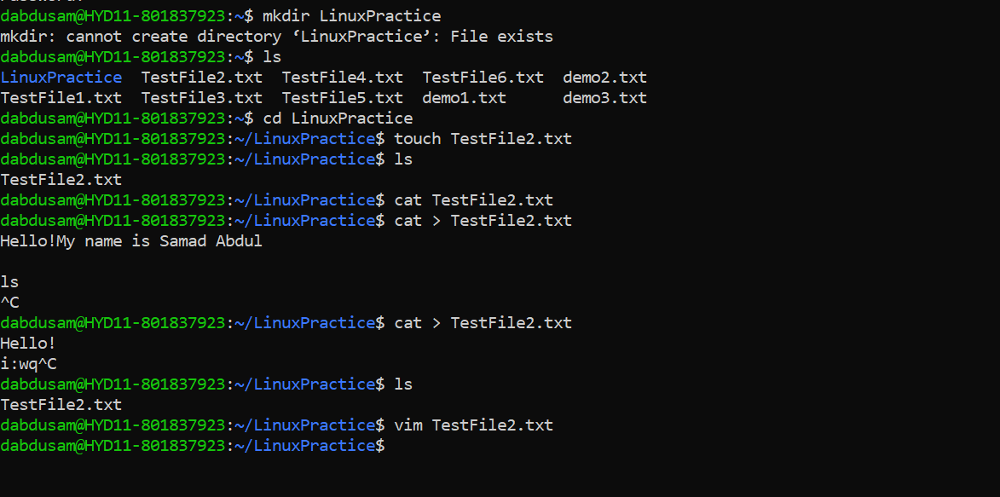 dabdusam@HYD11-801837923:~$ mkdir LinuxPractice
mkdir: cannot create directory ‘LinuxPractice’: File exists
dabdusam@HYD11-801837923:~$ ls
LinuxPractice  TestFile2.txt  TestFile4.txt  TestFile6.txt  demo2.txt
TestFile1.txt  TestFile3.txt  TestFile5.txt  demo1.txt      demo3.txt
dabdusam@HYD11-801837923:~$ cd LinuxPractice
dabdusam@HYD11-801837923:~/LinuxPractice$ touch TestFile2.txt
dabdusam@HYD11-801837923:~/LinuxPractice$ ls
TestFile2.txt
dabdusam@HYD11-801837923:~/LinuxPractice$ cat TestFile2.txt
dabdusam@HYD11-801837923:~/LinuxPractice$ cat > TestFile2.txt
Hello!My name is Samad Abdul

ls
^C
dabdusam@HYD11-801837923:~/LinuxPractice$ cat > TestFile2.txt
Hello!
i:wq^C
dabdusam@HYD11-801837923:~/LinuxPractice$ ls
TestFile2.txt
dabdusam@HYD11-801837923:~/LinuxPractice$ vim TestFile2.txt
dabdusam@HYD11-801837923:~/LinuxPractice$